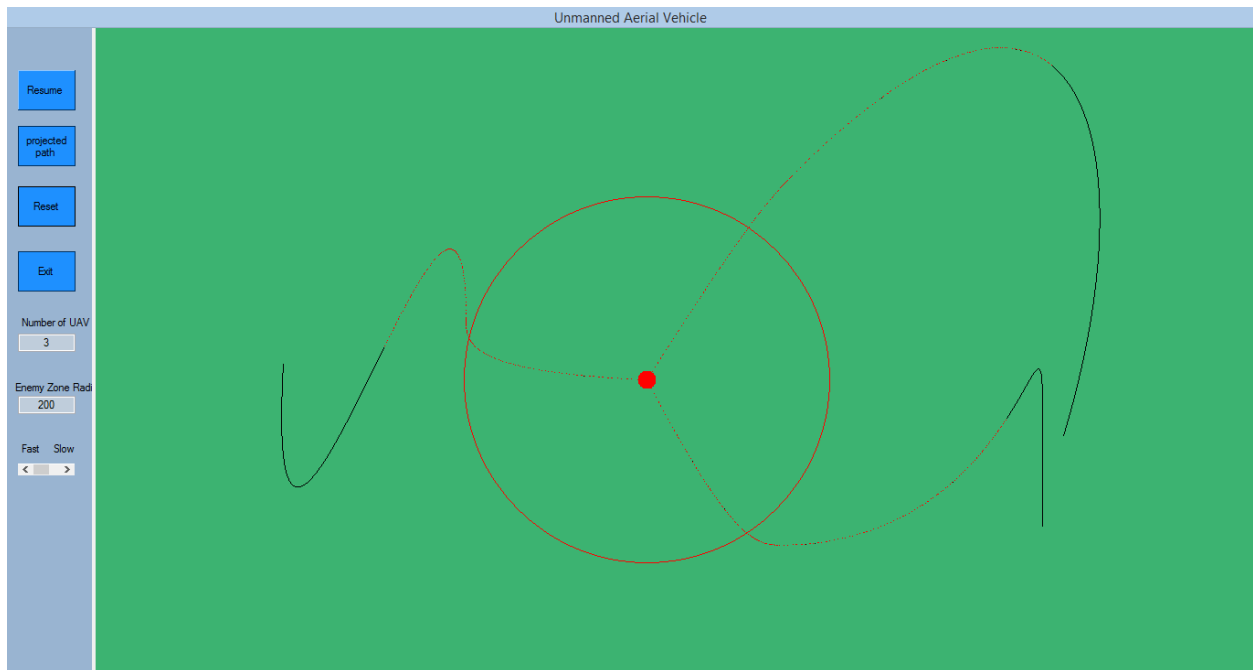 Unmanned Aerial Vehicle
Resume
projected
path
Reset
Exit
Number of UAV
3
Enemy Zone Radi
200
Fast Slow